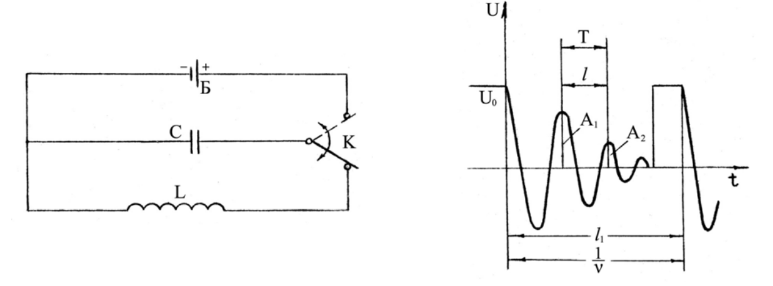 − +
Б
C
K
L
U
T
l
U₀
A₁
A₂
t
l₁
1
ν